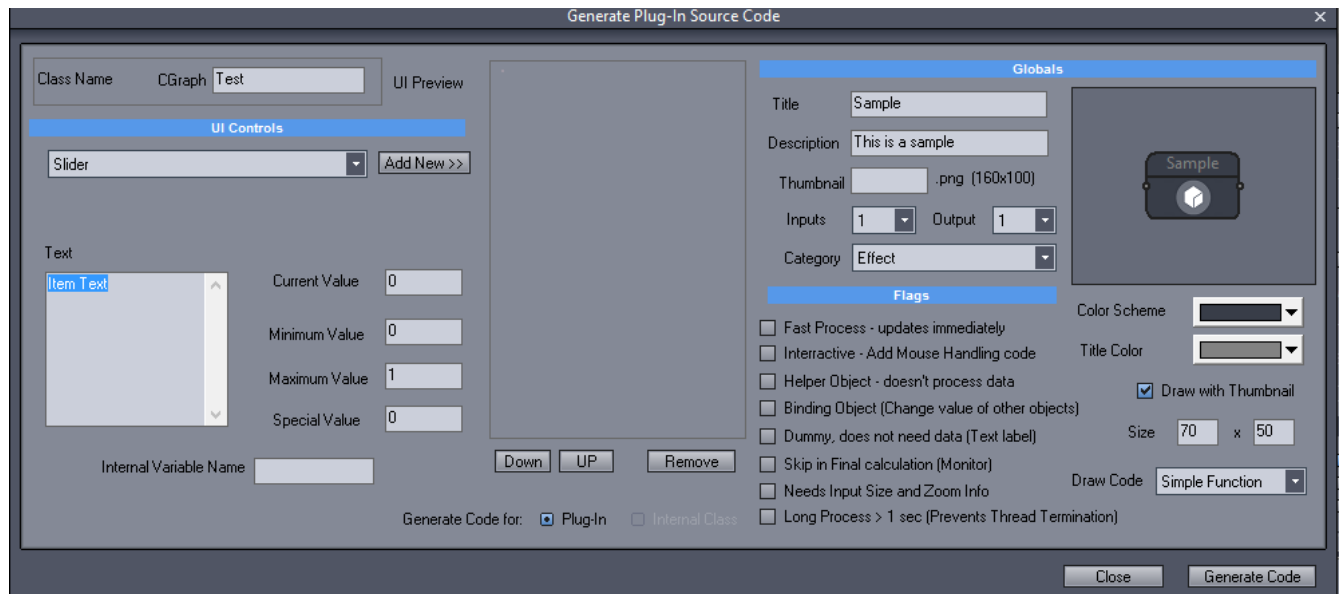 Generate Plug-In Source Code
Class Name CGraph Test
UI Preview
UI Controls
Slider
Add New >>
Text
Item Text
Current Value 0
Minimum Value 0
Maximum Value 1
Special Value 0
Internal Variable Name
Down UP Remove
Generate Code for: Plug-In Internal Class
Globals
Title Sample
Description This is a sample
Thumbnail .png (160x100)
Inputs 1 Output 1
Category Effect
Sample
Flags
Fast Process - updates immediately
Interractive - Add Mouse Handling code
Helper Object - doesn't process data
Binding Object (Change value of other objects)
Dummy, does not need data (Text label)
Skip in Final calculation (Monitor)
Needs Input Size and Zoom Info
Long Process > 1 sec (Prevents Thread Termination)
Color Scheme
Title Color
Draw with Thumbnail
Size 70 x 50
Draw Code Simple Function
Close Generate Code